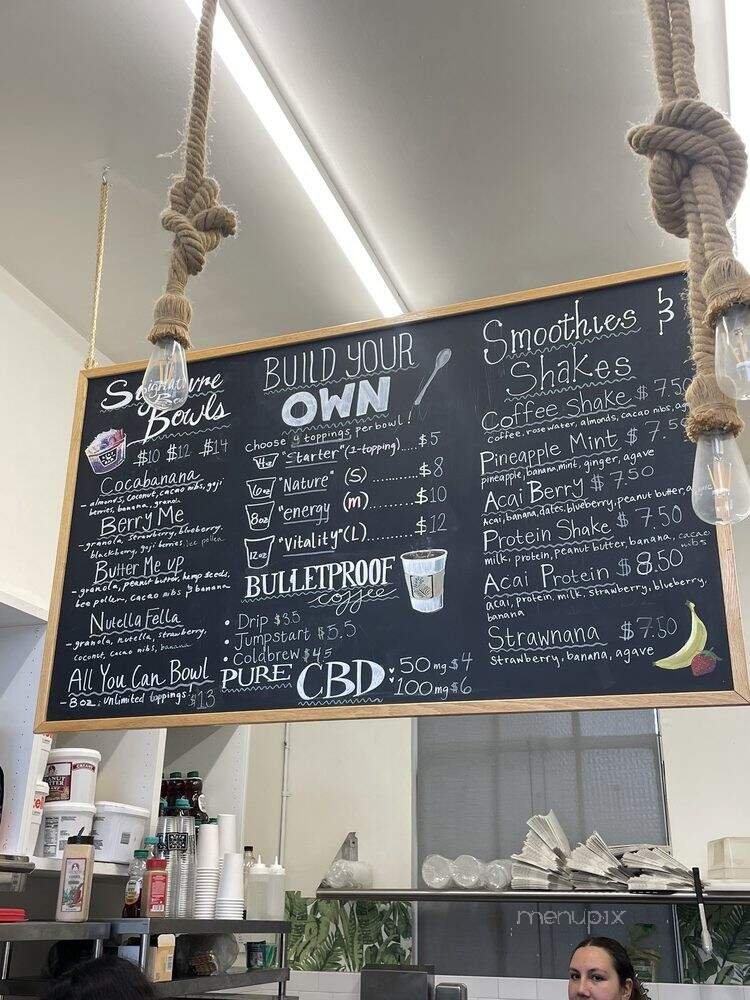 Signature
Bowls
$10 $12 $14
Cocabanana
- almonds, coconut, cacao nibs, goji
berries, banana, granola
Berry Me
- granola, strawberry, blueberry,
blackberry, goji berries, bee pollen
Butter Me up
- granola, peanut butter, hemp seeds,
bee pollen, cacao nibs & banana
Nutella Fella
- granola, nutella, strawberry,
coconut, cacao nibs, banana
All You Can Bowl
- 8 oz; unlimited toppings - $13
BUILD YOUR
OWN
choose 4 toppings per bowl!
4oz "Starter" (1-topping).....$5
6oz "Nature" (S) .........$8
8oz "energy (m) .......$10
12oz "Vitality" (L) .......$12
BULLETPROOF
coffee
• Drip $3.5
• Jumpstart $5.5
• Coldbrew $4.5
PURE CBD
50mg $4
100mg $6
Smoothies &
Shakes
Coffee Shake $7.50
coffee, rosewater, almonds, cacao nibs,
Pineapple Mint $7.5
pineapple, banana, mint, ginger, agave
Acai Berry $7.50
Acai, banana, dates, blueberry, peanut butter,
Protein Shake $7.50
milk, protein, peanut butter, banana, cacao
nibs
Acai Protein $8.50
acai, protein, milk, strawberry, blueberry,
banana
Strawnana $7.50
Strawberry, banana, agave
menupix